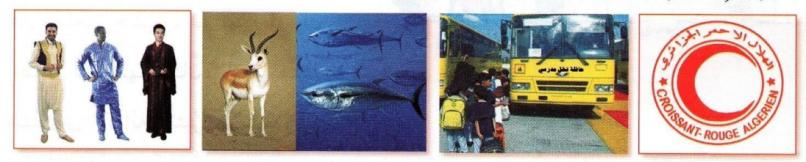 حافلة نقل مدرسي
الهلال الأحمر الجزائري
CROISSANT-ROUGE ALGERIEN